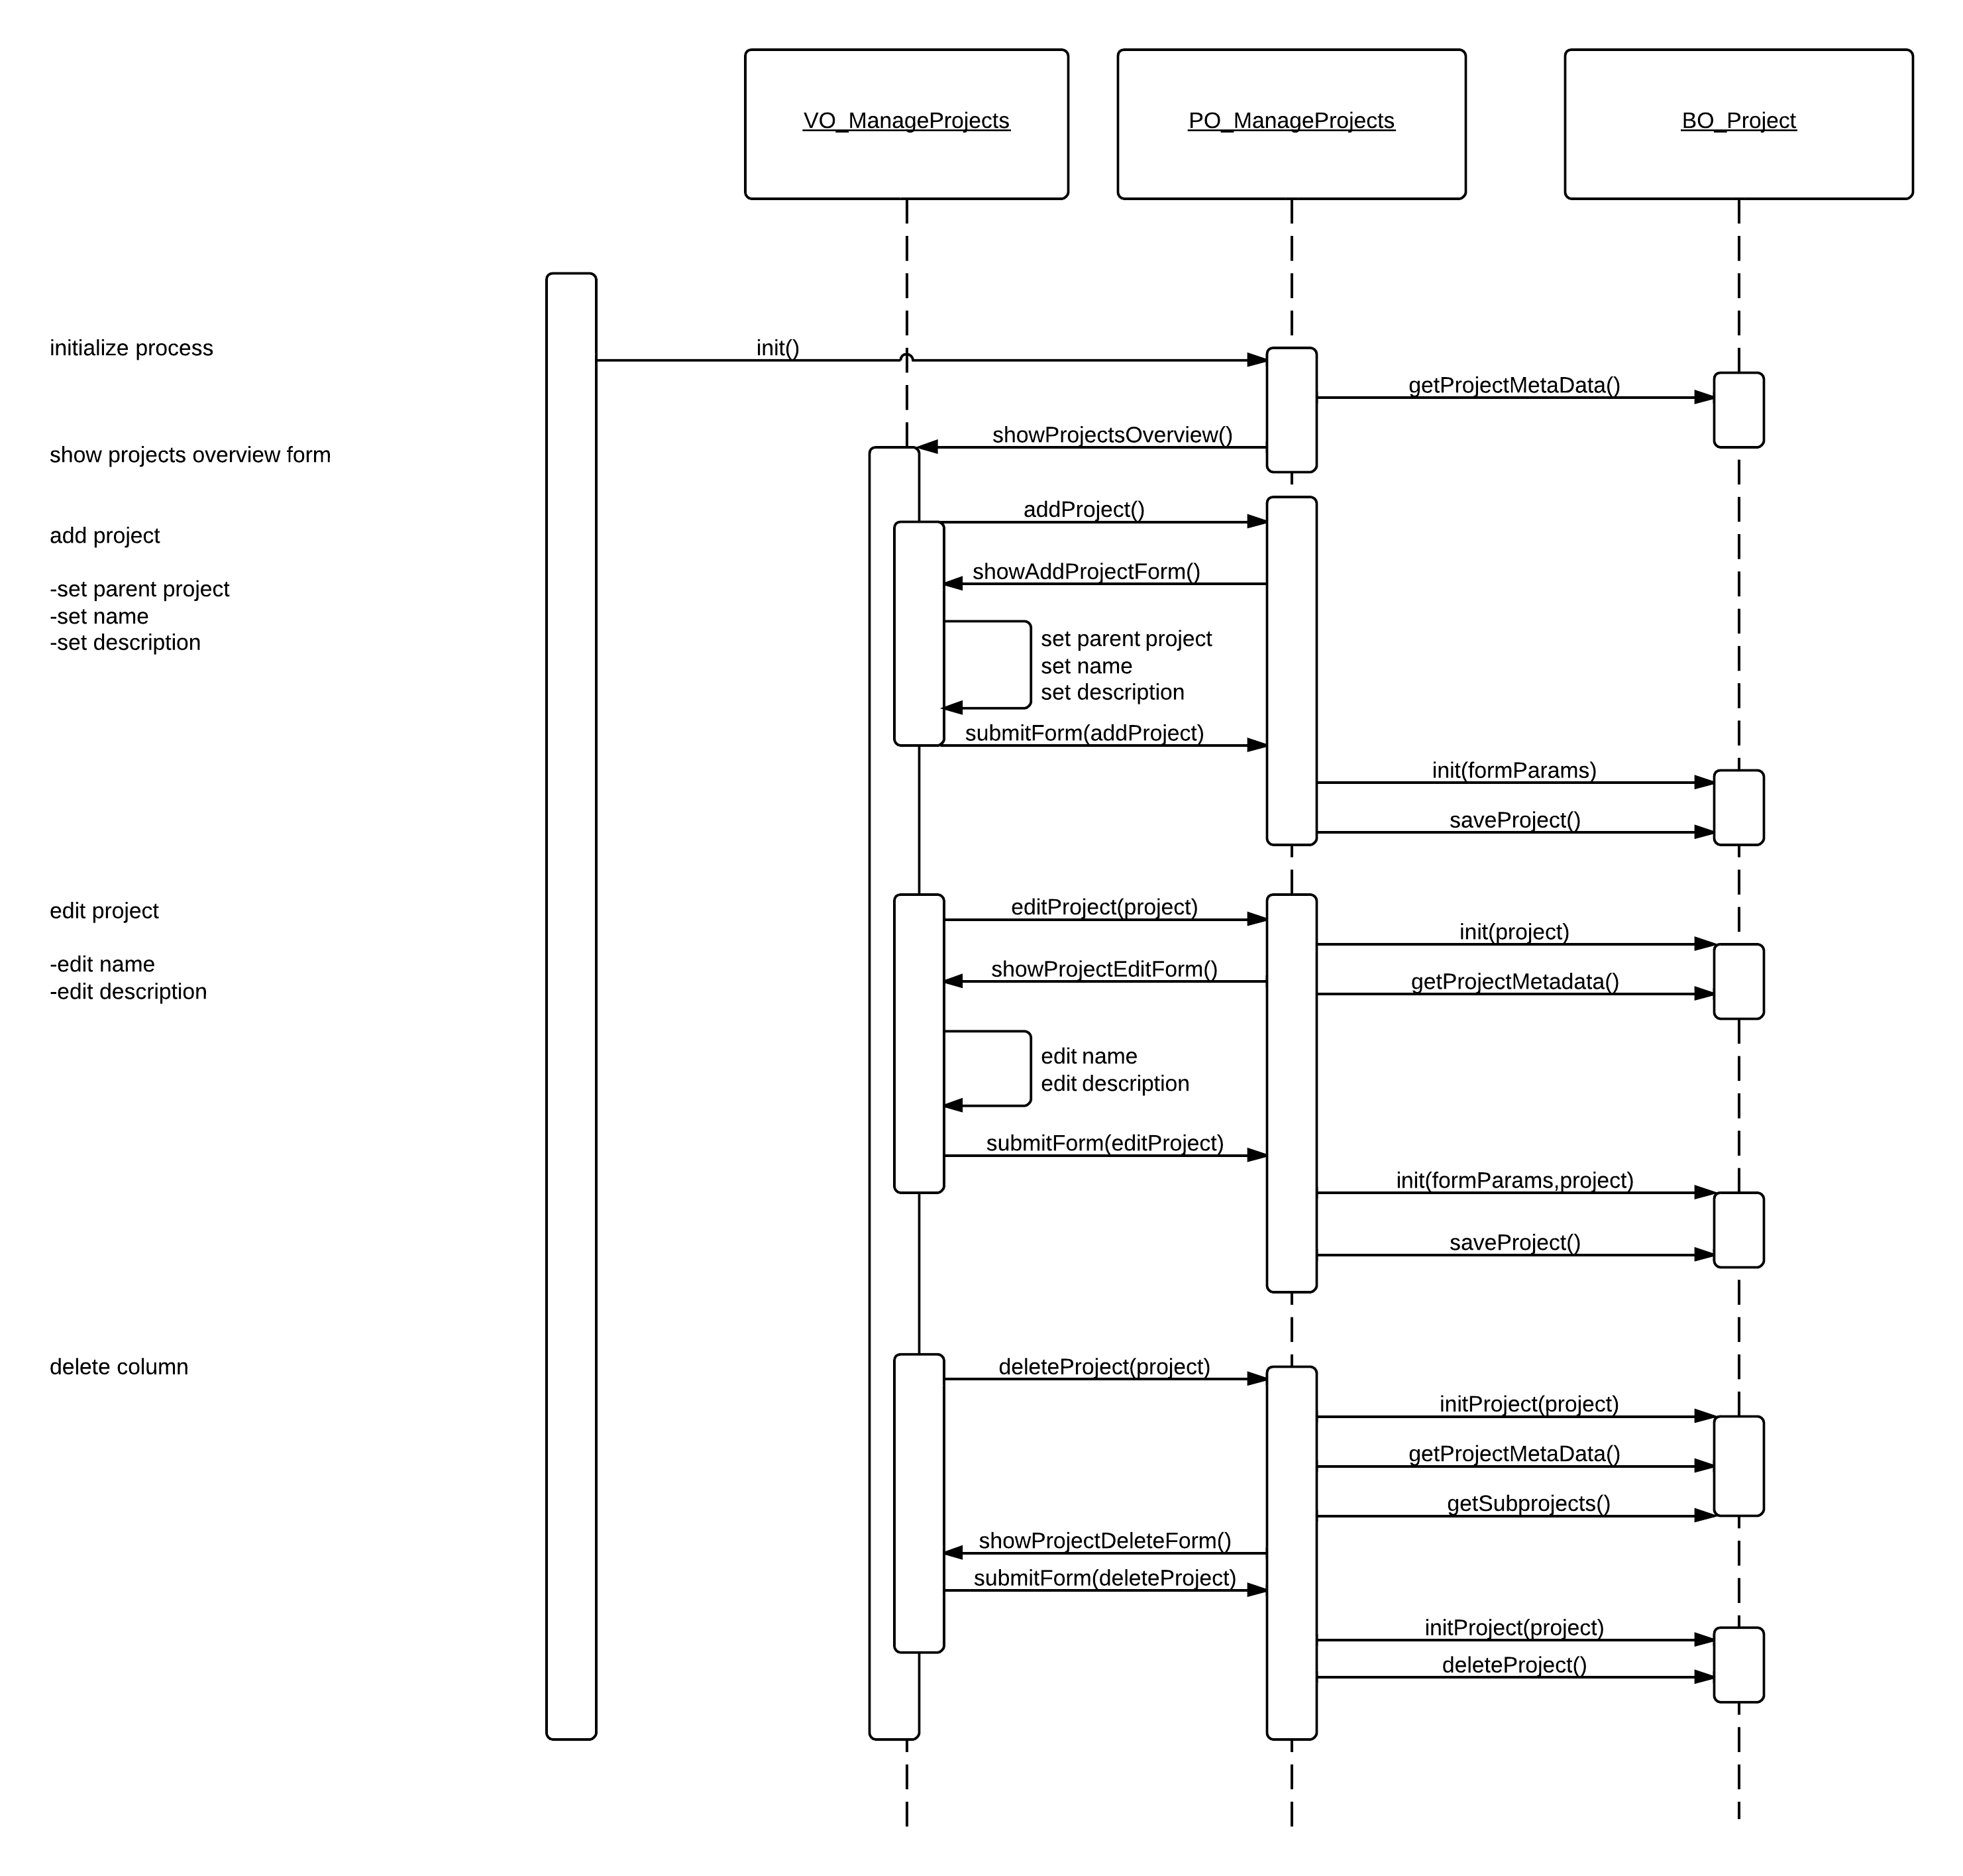 VO_ManageProjects
PO_ManageProjects
BO_Project
initialize process
init()
getProjectMetaData()
showProjectsOverview()
show projects overview form
addProject()
add project
showAddProjectForm()
-set parent project
-set name
-set description
set parent project
set name
set description
submitForm(addProject)
init(formParams)
saveProject()
edit project
editProject(project)
init(project)
-edit name
-edit description
showProjectEditForm()
getProjectMetadata()
edit name
edit description
submitForm(editProject)
init(formParams,project)
saveProject()
delete column
deleteProject(project)
initProject(project)
getProjectMetaData()
getSubprojects()
showProjectDeleteForm()
submitForm(deleteProject)
initProject(project)
deleteProject()